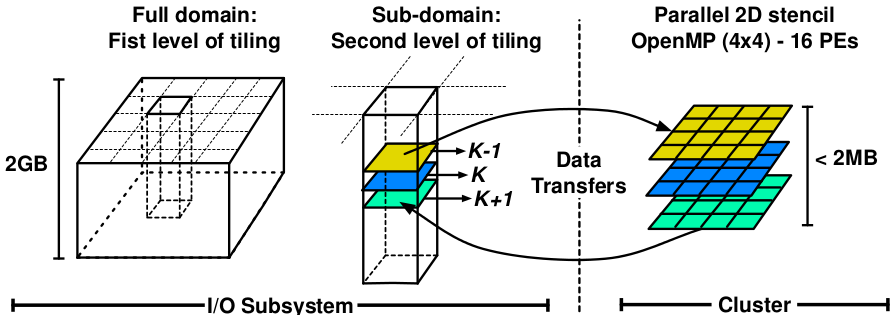 Full domain:
Fist level of tiling
Sub-domain:
Second level of tiling
Parallel 2D stencil
OpenMP (4x4) - 16 PEs
2GB
K-1
K
K+1
Data
Transfers
< 2MB
I/O Subsystem
Cluster